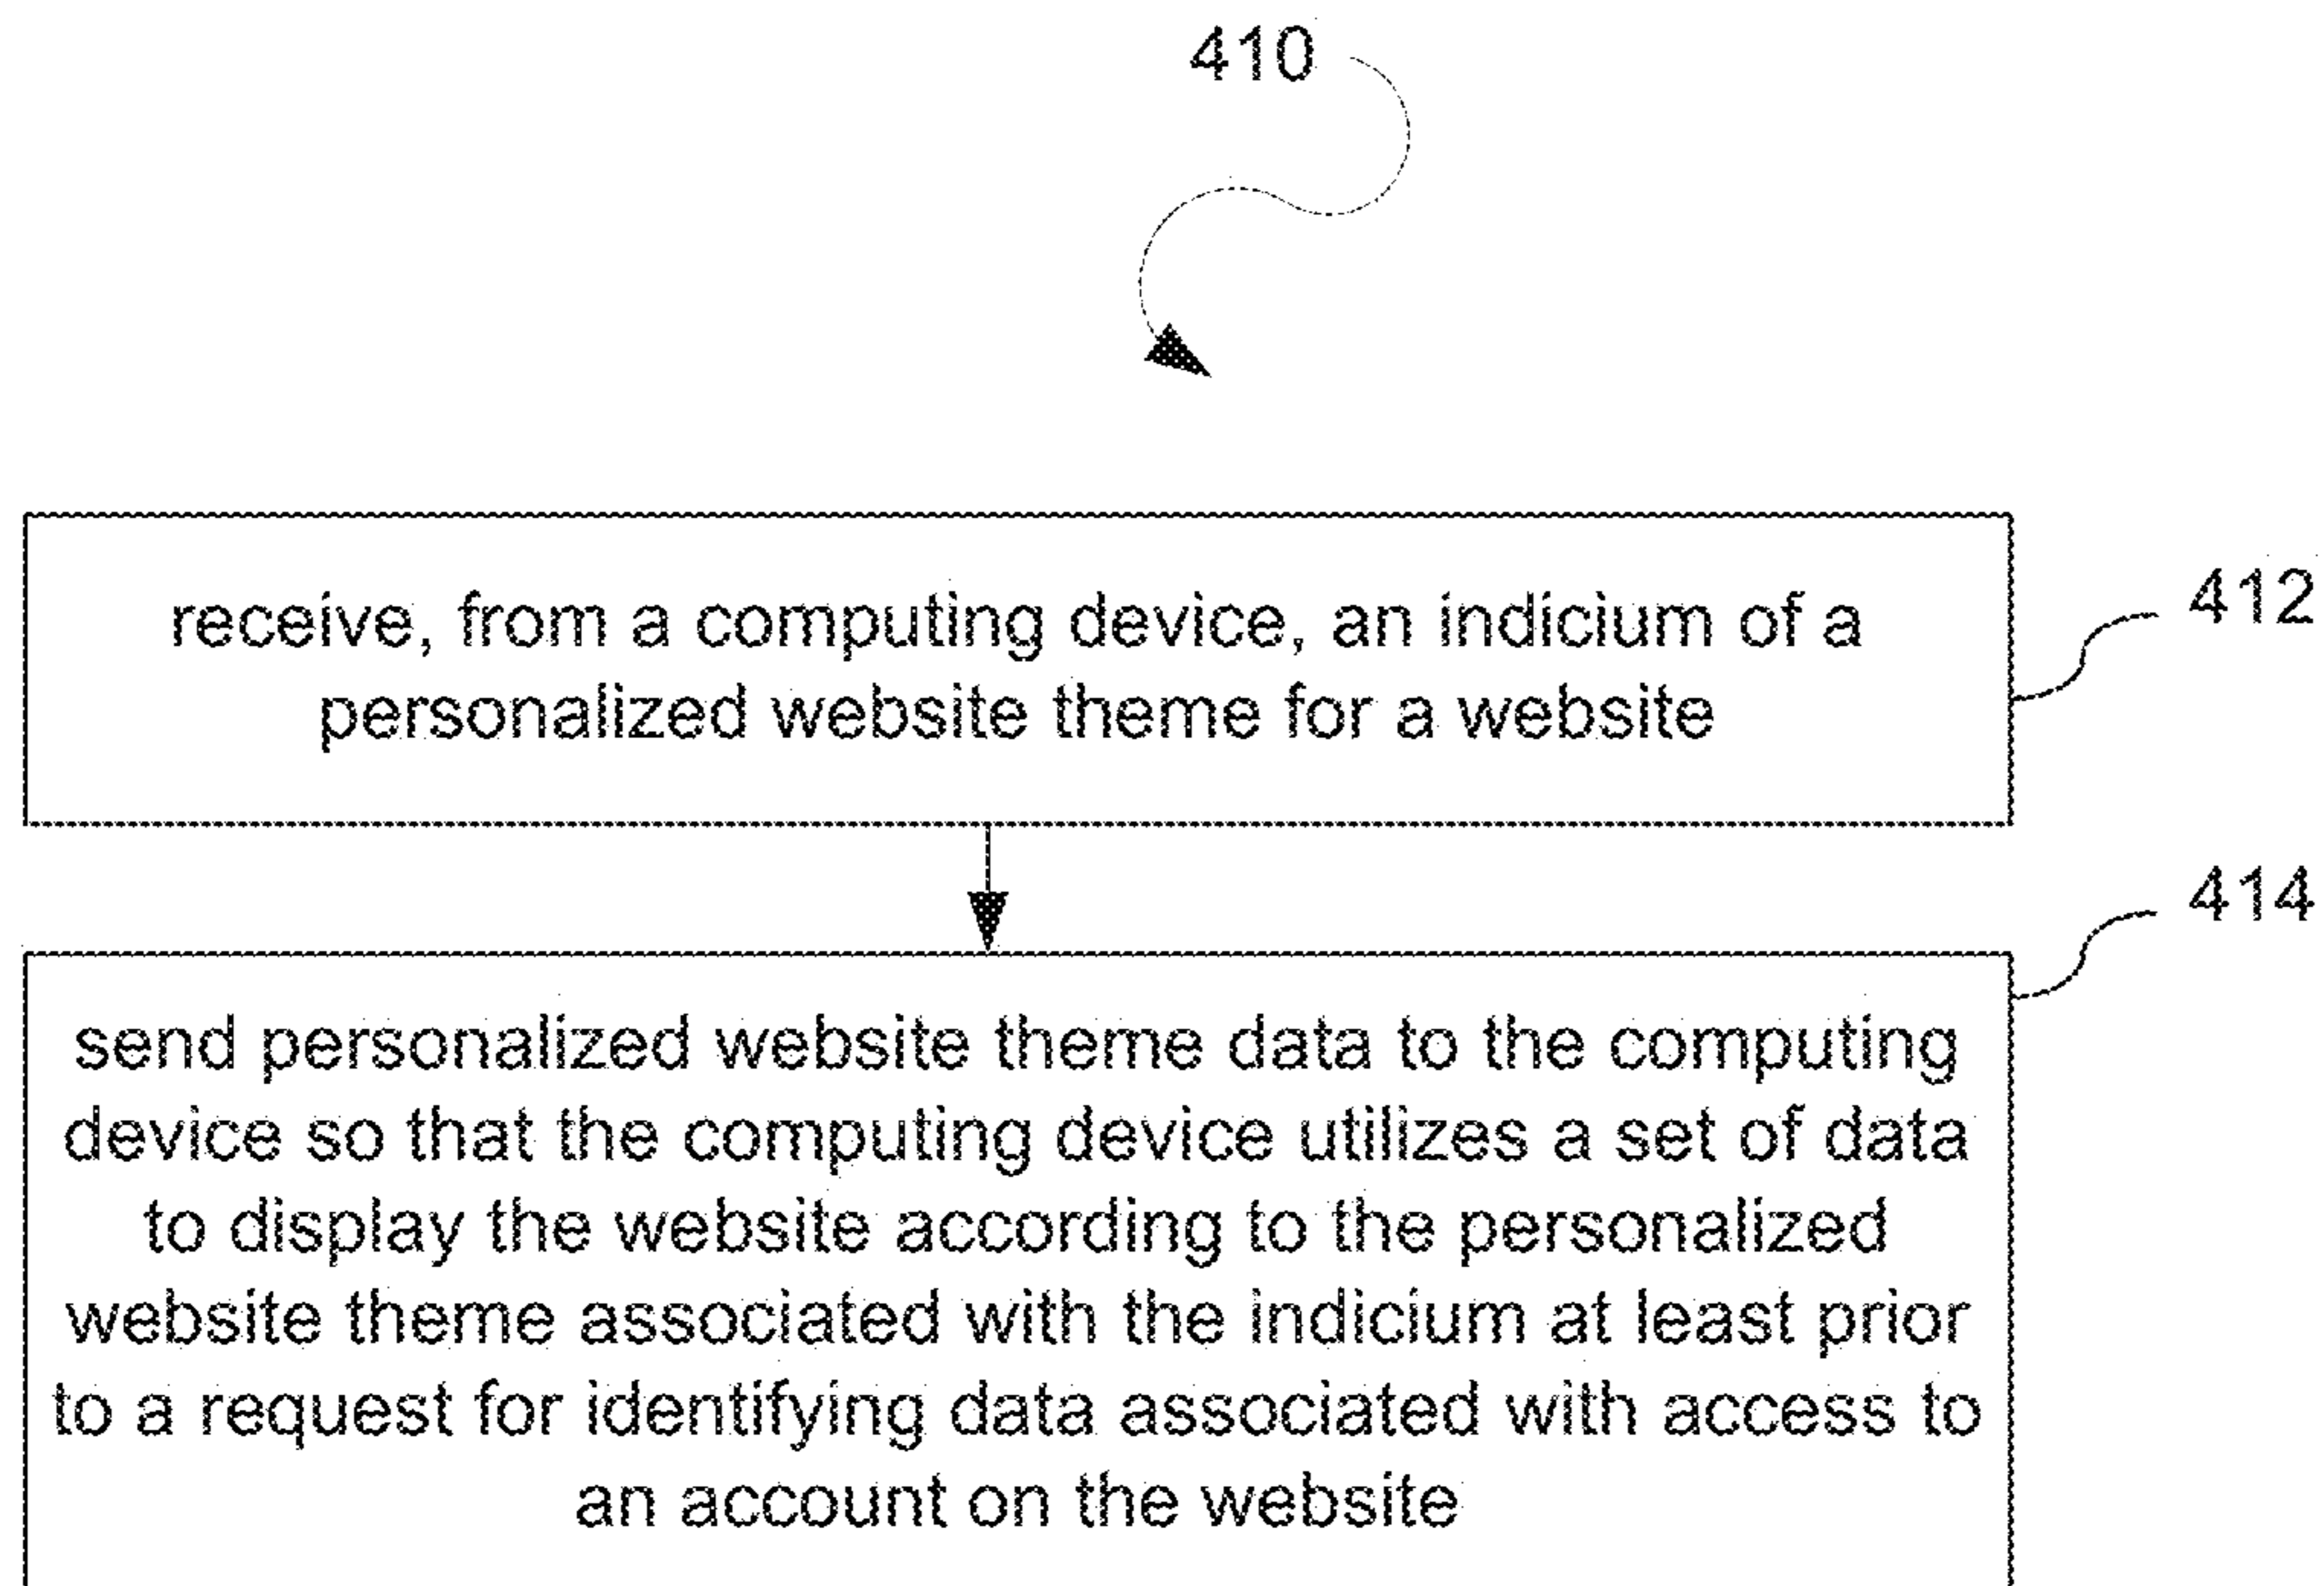 410
receive, from a computing device, an indicium of a
personalized website theme for a website
412
414
send personalized website theme data to the computing
device so that the computing device utilizes a set of data
to display the website according to the personalized
website theme associated with the indicium at least prior
to a request for identifying data associated with access to
an account on the website